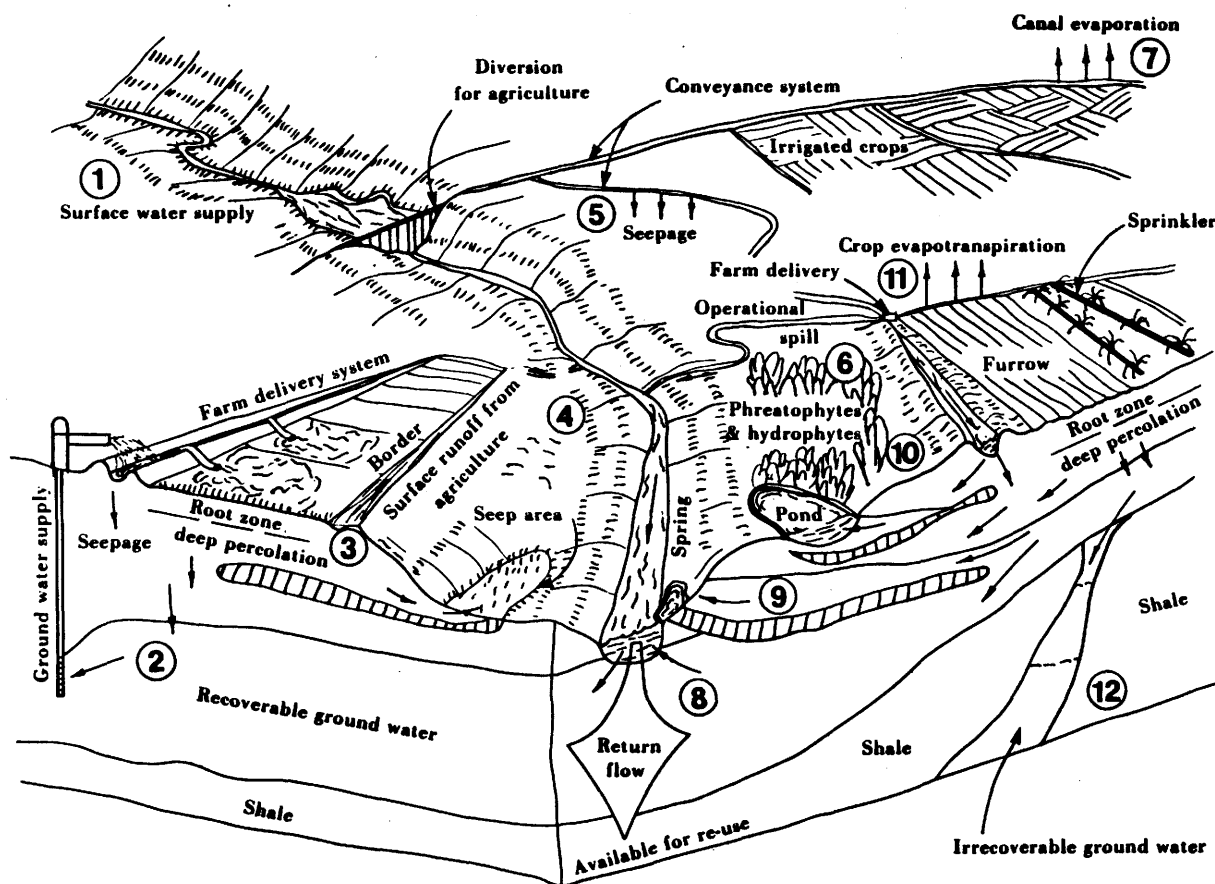 Canal evaporation
7
Diversion
for agriculture
Conveyance system
Irrigated crops
1
Surface water supply
5
Seepage
Sprinkler
Crop evapotranspiration
Farm delivery
11
Operational
spill
6
Furrow
Farm delivery system
Phreatophytes
& hydrophytes
10
Root zone
deep percolation
4
Border
Surface runoff from
agriculture
Ground water supply
Seepage
Root zone
deep percolation
3
Seep area
Spring
Pond
9
Shale
2
8
12
Recoverable ground water
Return
flow
Shale
Shale
Available for re-use
Irrecoverable ground water